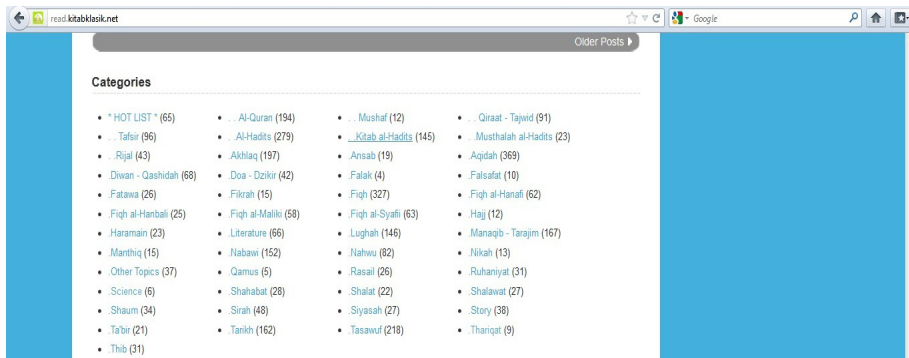 read.kitabklasik.net
Google
Older Posts
Categories
* HOT LIST * (65) . . Al-Quran (194) . . Mushaf (12) . . Qiraat - Tajwid (91)
. . Tafsir (96) . .Al-Hadits (279) . .Kitab al-Hadits (145) . .Musthalah al-Hadits (23)
. .Rijal (43) .Akhlaq (197) .Ansab (19) .Aqidah (369)
.Diwan - Qashidah (68) .Doa - Dzikir (42) .Falak (4) .Falsafat (10)
.Fatawa (26) .Fikrah (15) .Fiqh (327) .Fiqh al-Hanafi (62)
.Fiqh al-Hanbali (25) .Fiqh al-Maliki (58) .Fiqh al-Syafii (63) .Hajj (12)
.Haramain (23) .Literature (66) .Lughah (146) .Manaqib - Tarajim (167)
.Manthiq (15) .Nabawi (152) .Nahwu (82) .Nikah (13)
.Other Topics (37) .Qamus (5) .Rasail (26) .Ruhaniyat (31)
.Science (6) .Shahabat (28) .Shalat (22) .Shalawat (27)
.Shaum (34) .Sirah (48) .Siyasah (27) .Story (38)
.Ta'bir (21) .Tarikh (162) .Tasawuf (218) .Thariqat (9)
.Thib (31)